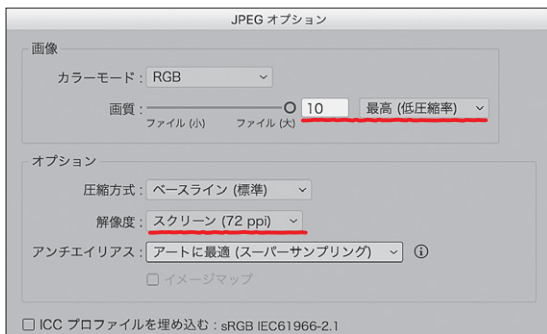 JPEG オプション
画像
カラーモード : RGB
画質 : 10 最高 (低圧縮率)
ファイル (小) ファイル (大)
オプション
圧縮方式 : ベースライン (標準)
解像度 : スクリーン (72 ppi)
アンチエイリアス : アートに最適 (スーパーサンプリング)
イメージマップ
ICC プロファイルを埋め込む : sRGB IEC61966-2.1